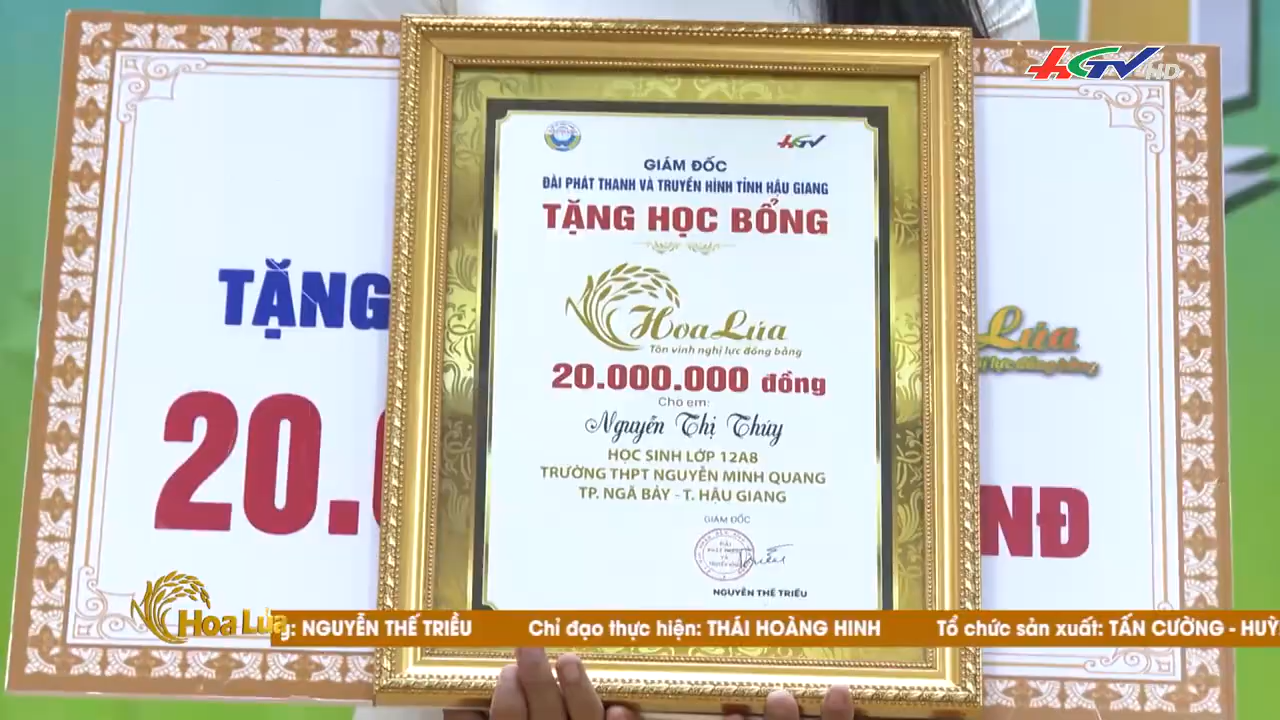 HGTV HD
GIÁM ĐỐC
ĐÀI PHÁT THANH VÀ TRUYỀN HÌNH TỈNH HẬU GIANG
TẶNG HỌC BỔNG
Hoa Lúa
Tôn vinh nghị lực đồng bằng
20.000.000 đồng
Cho em:
Nguyễn Thị Thúy
HỌC SINH LỚP 12A8
TRƯỜNG THPT NGUYỄN MINH QUANG
TP. NGÃ BẢY - T. HẬU GIANG
GIÁM ĐỐC
NGUYỄN THẾ TRIỀU
TẶNG
20.
NĐ
Lúa
lực đồng bằng
Hoa Lúa
: NGUYỄN THẾ TRIỀU Chỉ đạo thực hiện: THÁI HOÀNG HINH Tổ chức sản xuất: TẤN CƯỜNG - HUỲ